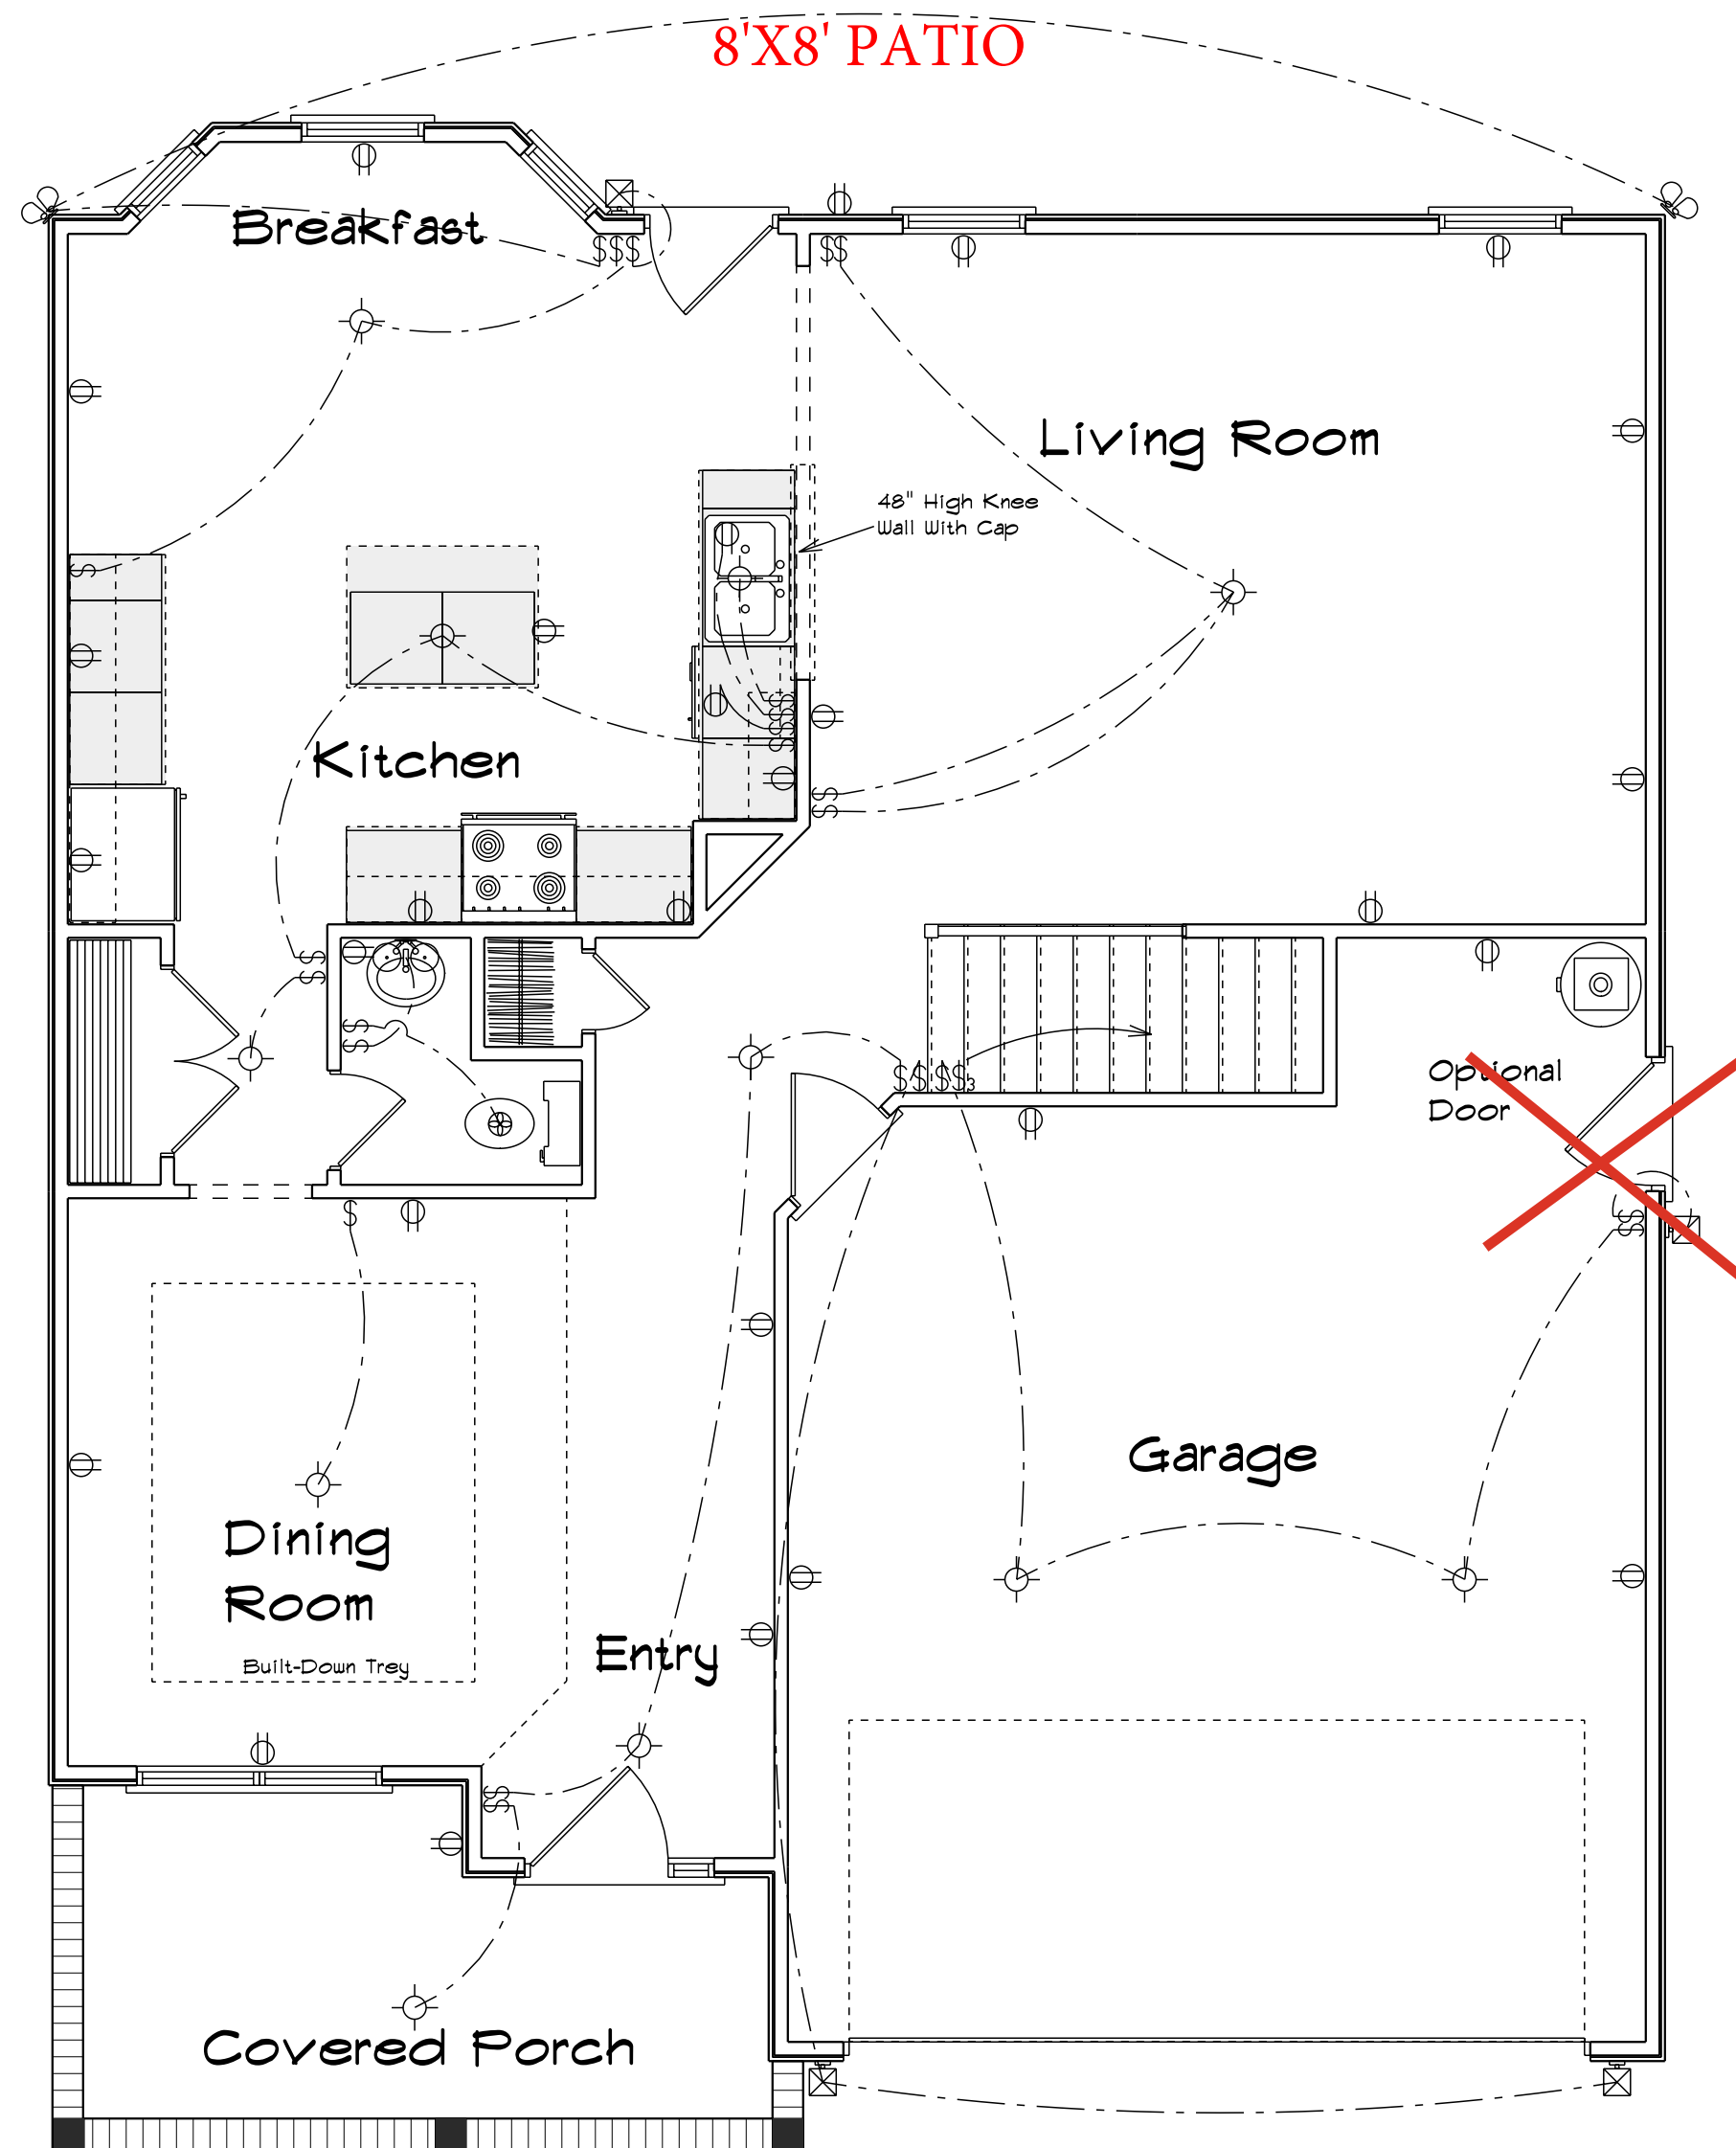 8'X8' PATIO
Breakfast
$$$
$$
Living Room
48" High Knee
Wall With Cap
$
$
$
$
$
Kitchen
$
$
$
$
$
$
$$$$3
Optional
Door
$
$$
Garage
Dining
Room
Built-Down Trey
Entry
$$
Covered Porch